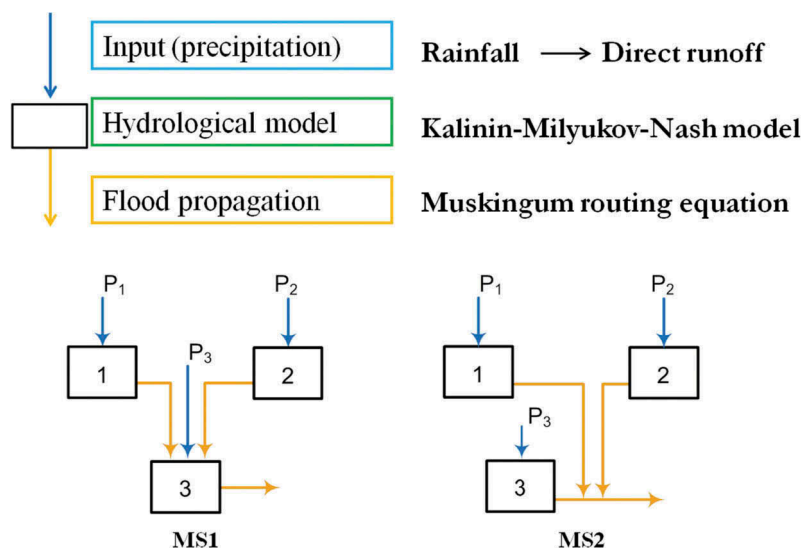 Input (precipitation)
Rainfall → Direct runoff
Hydrological model
Kalinin-Milyukov-Nash model
Flood propagation
Muskingum routing equation
P1
P2
P3
1
2
3
MS1
P1
P2
P3
1
2
3
MS2